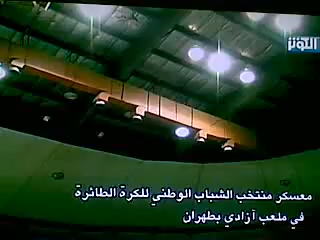 الكوثر
معسكر منتخب الشباب الوطني للكرة الطائرة
في ملعب آزادي بطهران